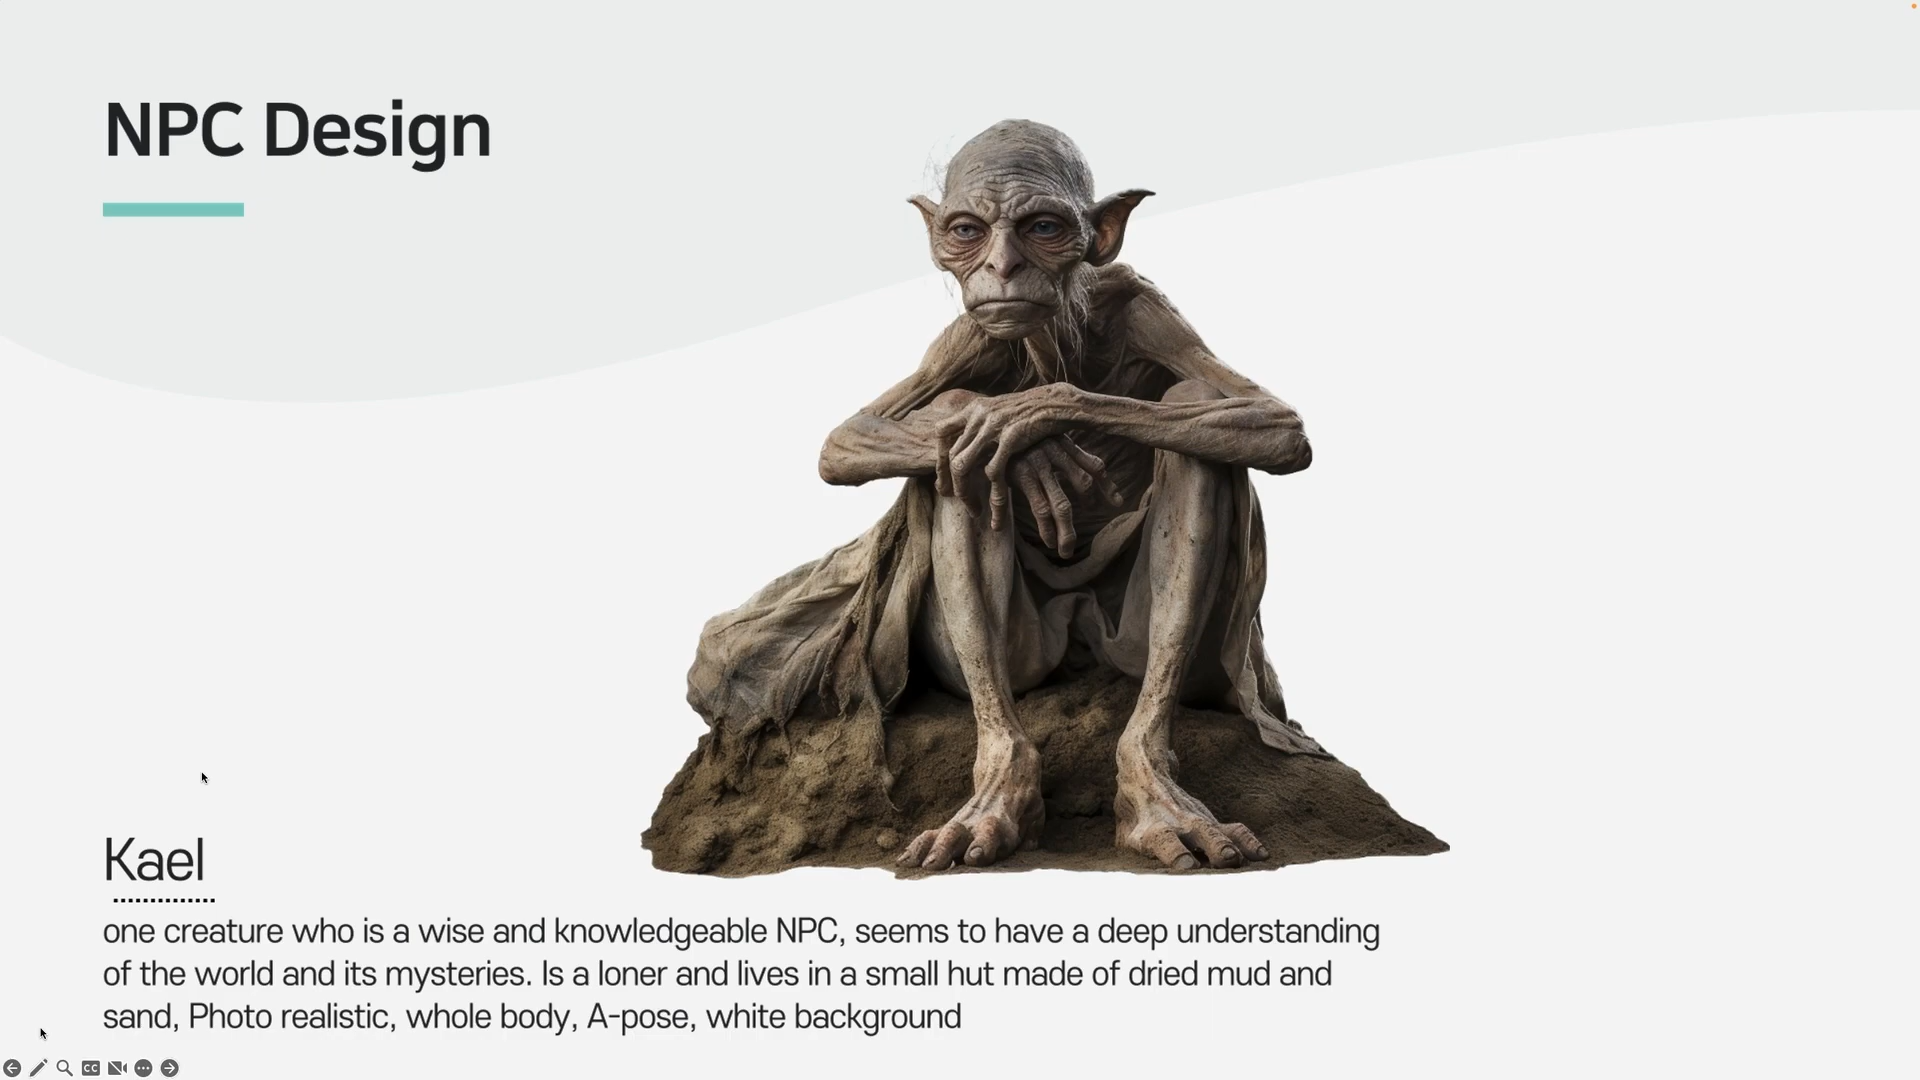 NPC Design
Kael
one creature who is a wise and knowledgeable NPC, seems to have a deep understanding
of the world and its mysteries. Is a loner and lives in a small hut made of dried mud and
sand, Photo realistic, whole body, A-pose, white background
CC